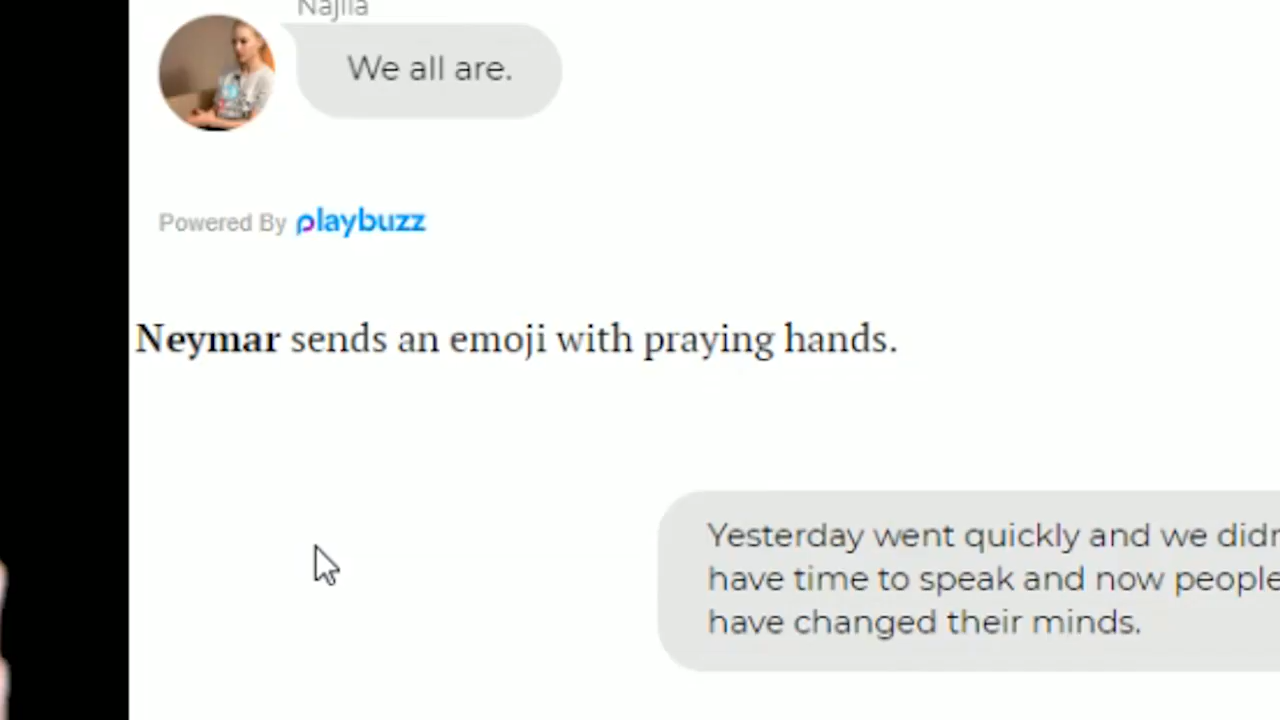 Najila
We all are.
Powered By playbuzz
Neymar sends an emoji with praying hands.
Yesterday went quickly and we didn
have time to speak and now people
have changed their minds.